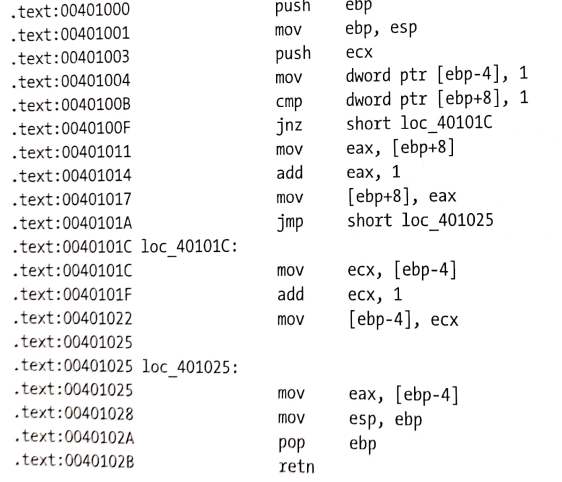 .text:00401000 push ebp
.text:00401001 mov ebp, esp
.text:00401003 push ecx
.text:00401004 mov dword ptr [ebp-4], 1
.text:0040100B cmp dword ptr [ebp+8], 1
.text:0040100F jnz short loc_40101C
.text:00401011 mov eax, [ebp+8]
.text:00401014 add eax, 1
.text:00401017 mov [ebp+8], eax
.text:0040101A jmp short loc_401025
.text:0040101C loc_40101C:
.text:0040101C mov ecx, [ebp-4]
.text:0040101F add ecx, 1
.text:00401022 mov [ebp-4], ecx
.text:00401025
.text:00401025 loc_401025:
.text:00401025 mov eax, [ebp-4]
.text:00401028 mov esp, ebp
.text:0040102A pop ebp
.text:0040102B retn